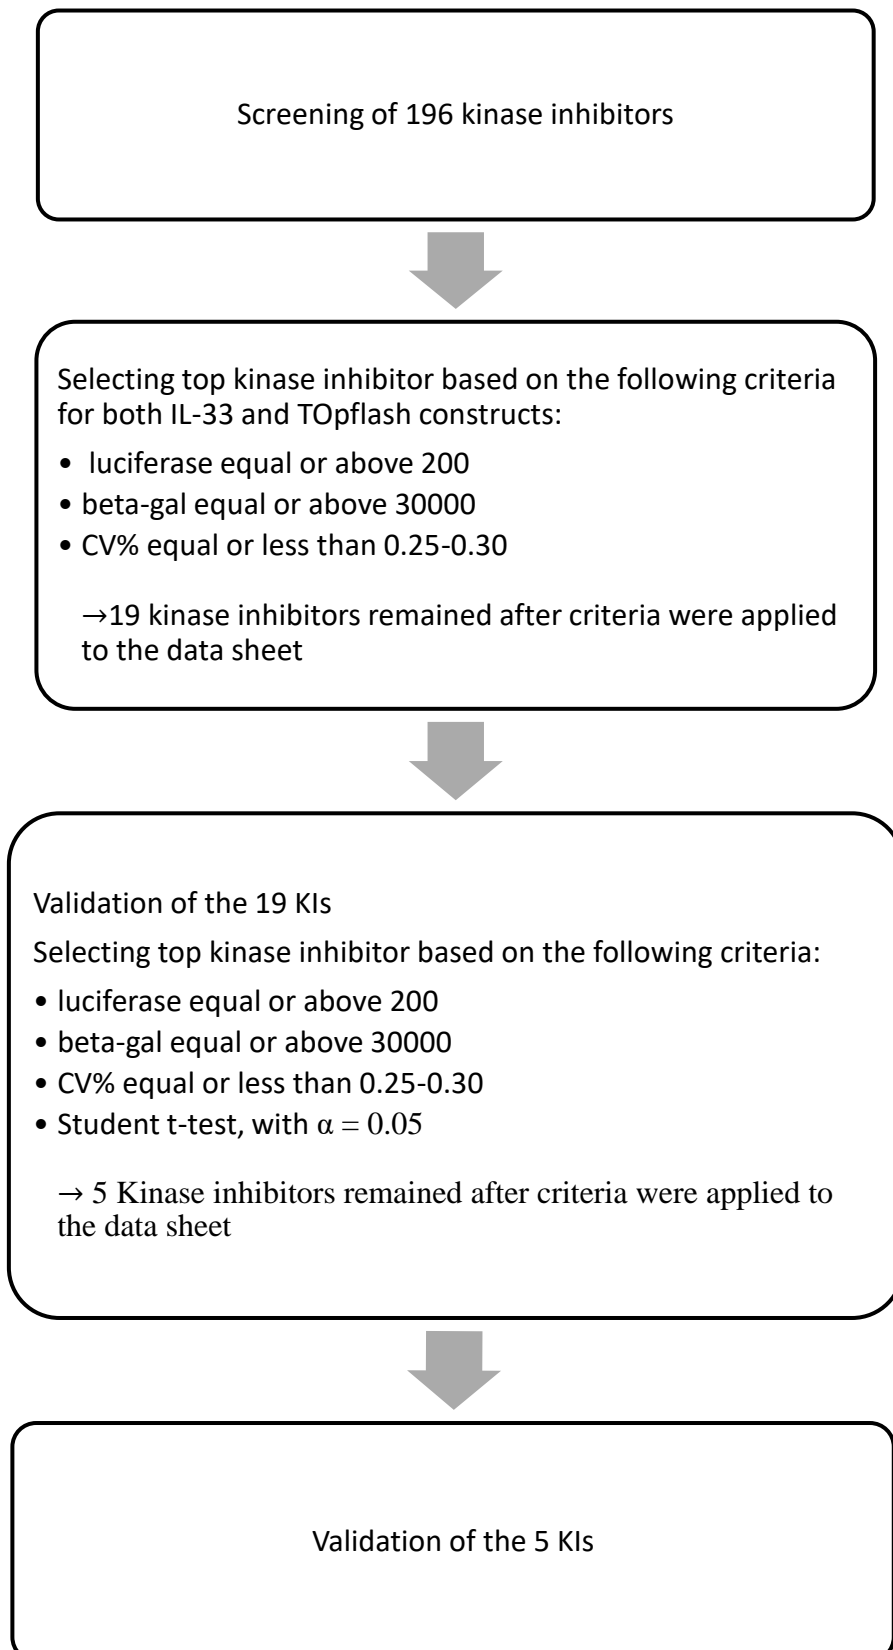 Screening of 196 kinase inhibitors
Selecting top kinase inhibitor based on the following criteria
for both IL-33 and TOpflash constructs:
• luciferase equal or above 200
• beta-gal equal or above 30000
• CV% equal or less than 0.25-0.30
→19 kinase inhibitors remained after criteria were applied
to the data sheet
Validation of the 19 KIs
Selecting top kinase inhibitor based on the following criteria:
• luciferase equal or above 200
• beta-gal equal or above 30000
• CV% equal or less than 0.25-0.30
• Student t-test, with α = 0.05
→ 5 Kinase inhibitors remained after criteria were applied to
the data sheet
Validation of the 5 KIs